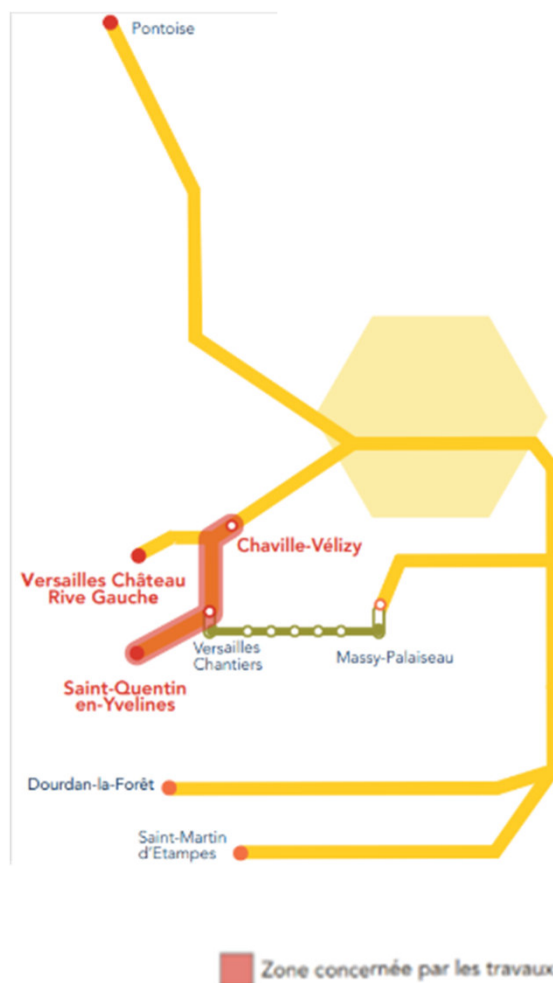 Pontoise
Chaville-Vélizy
Versailles Château
Rive Gauche
Versailles
Chantiers
Massy-Palaiseau
Saint-Quentin
en-Yvelines
Dourdan-la-Forêt
Saint-Martin
d'Etampes
Zone concernée par les travaux